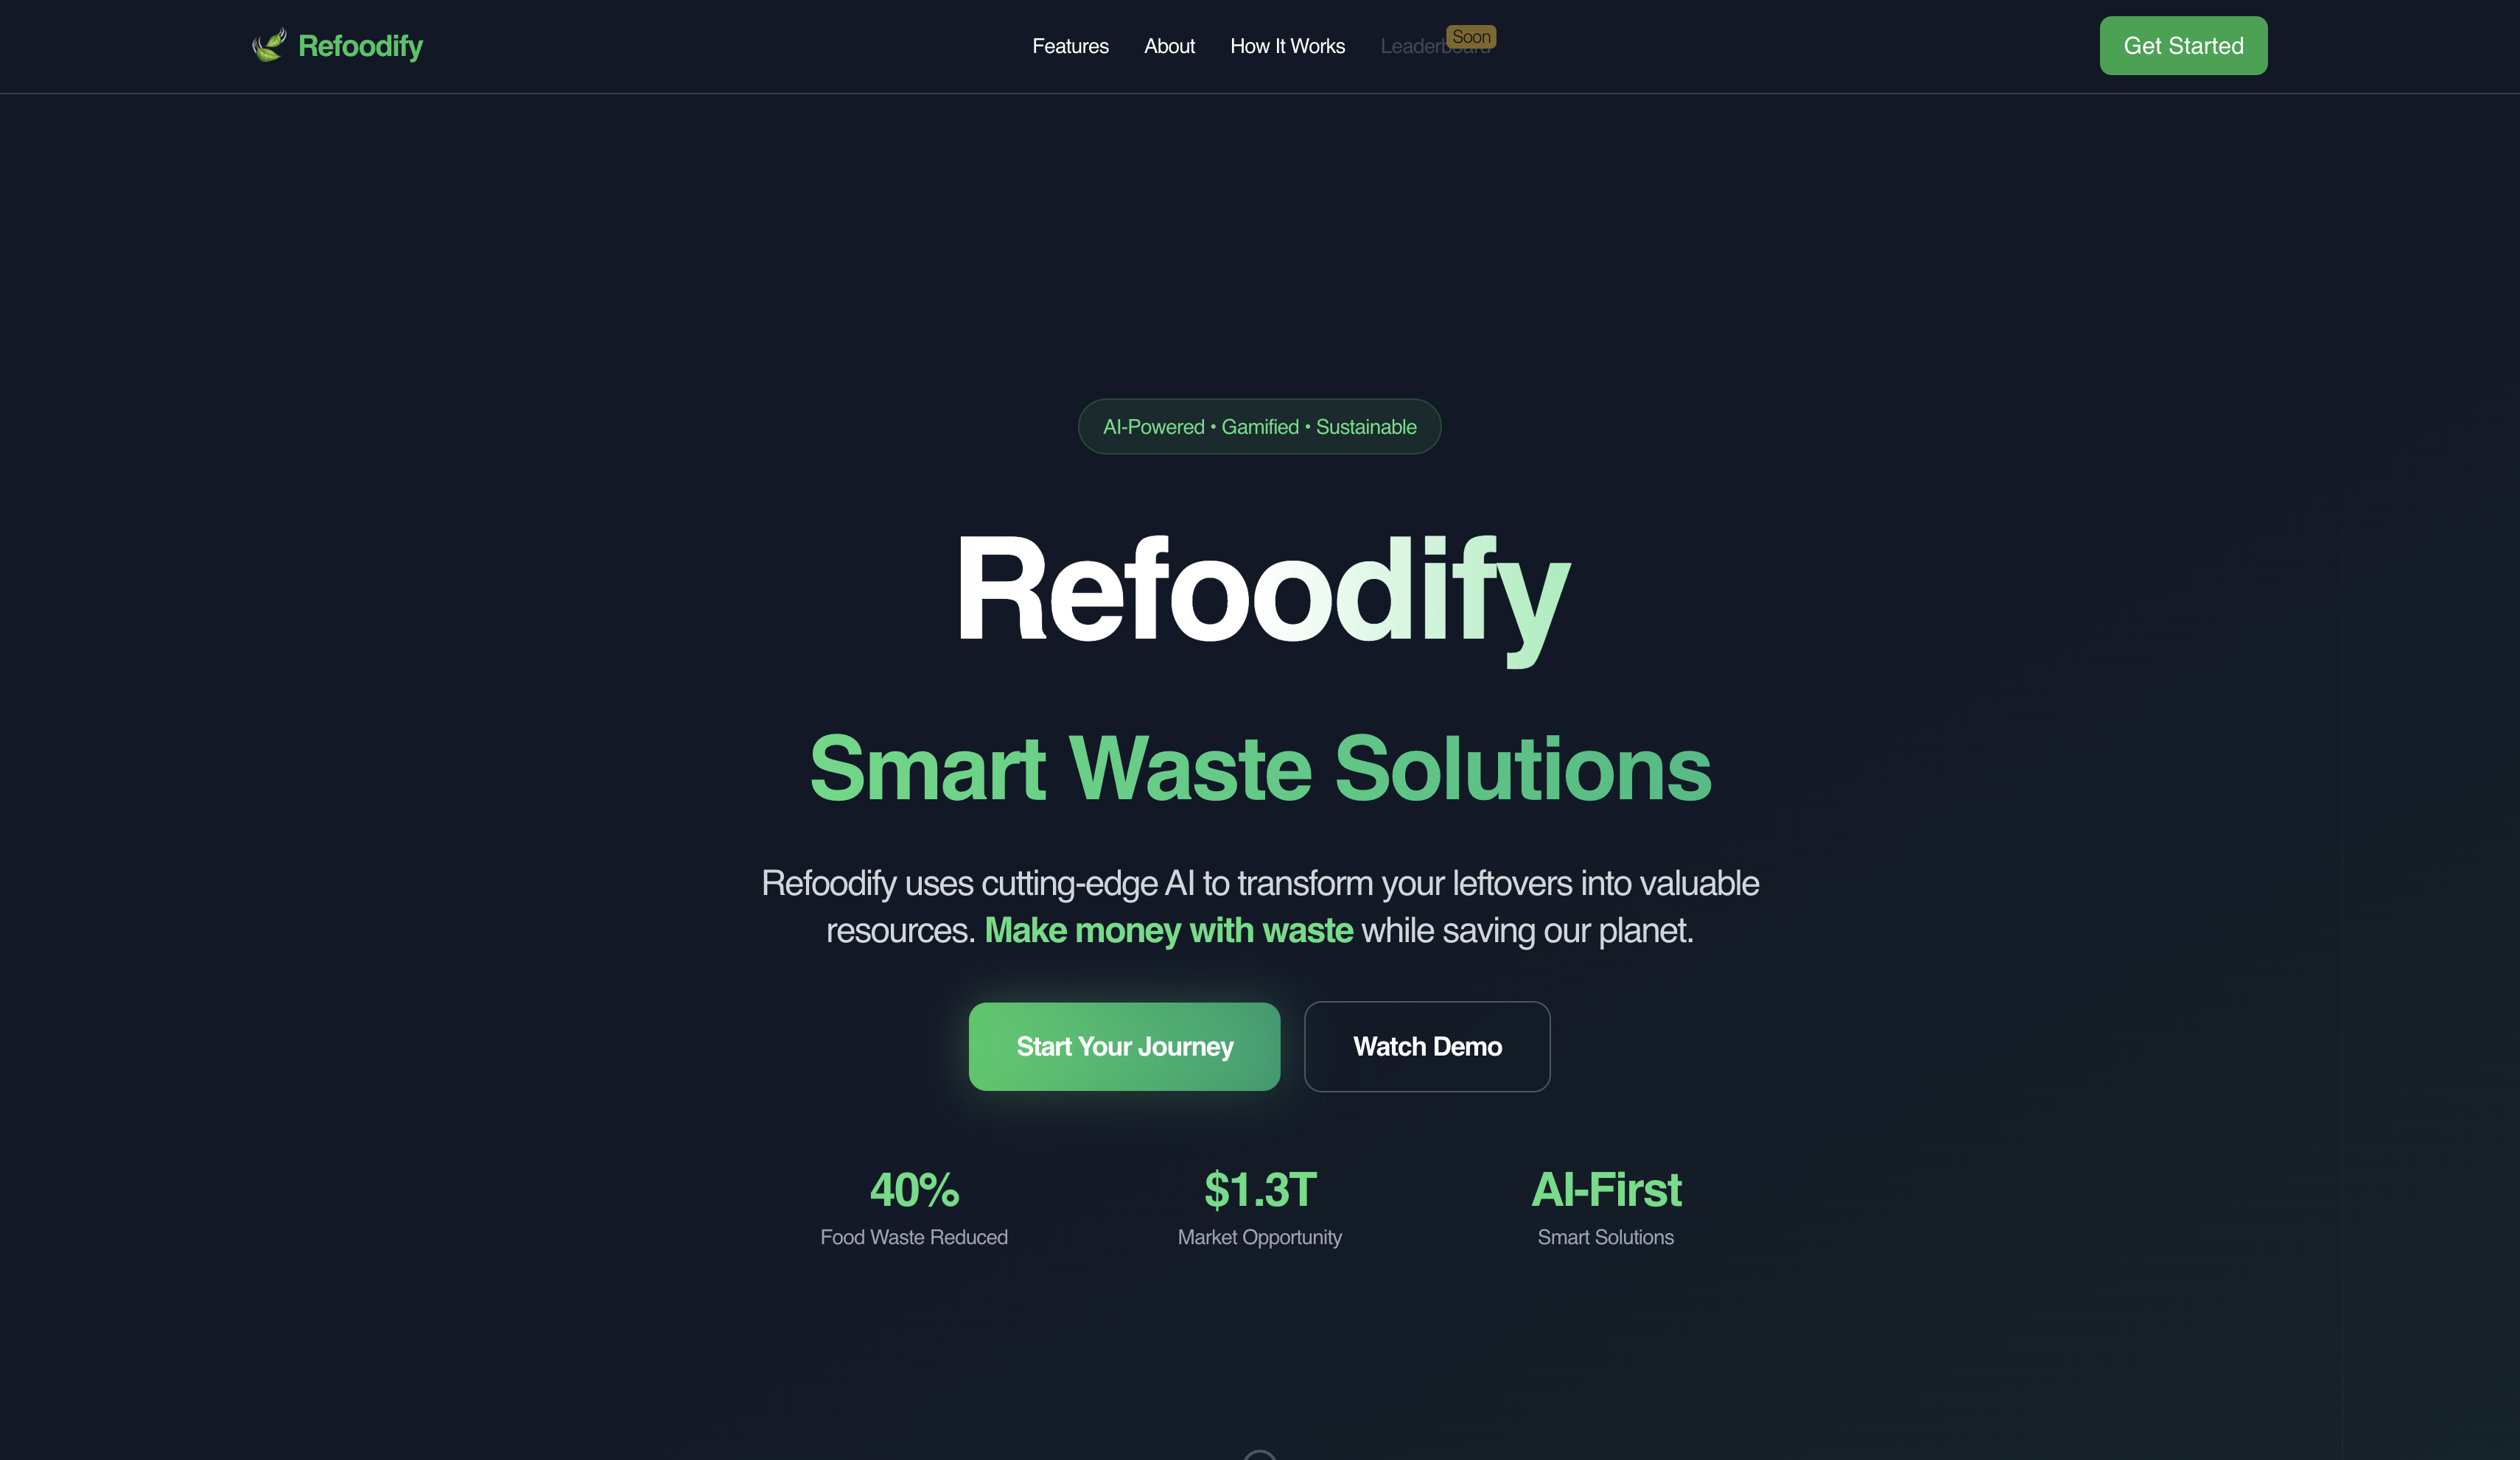 Refoodify
Features About How It Works Leaderboard Soon
Get Started
AI-Powered • Gamified • Sustainable
Refoodify
Smart Waste Solutions
Refoodify uses cutting-edge AI to transform your leftovers into valuable
resources. Make money with waste while saving our planet.
Start Your Journey
Watch Demo
40%
Food Waste Reduced
$1.3T
Market Opportunity
AI-First
Smart Solutions